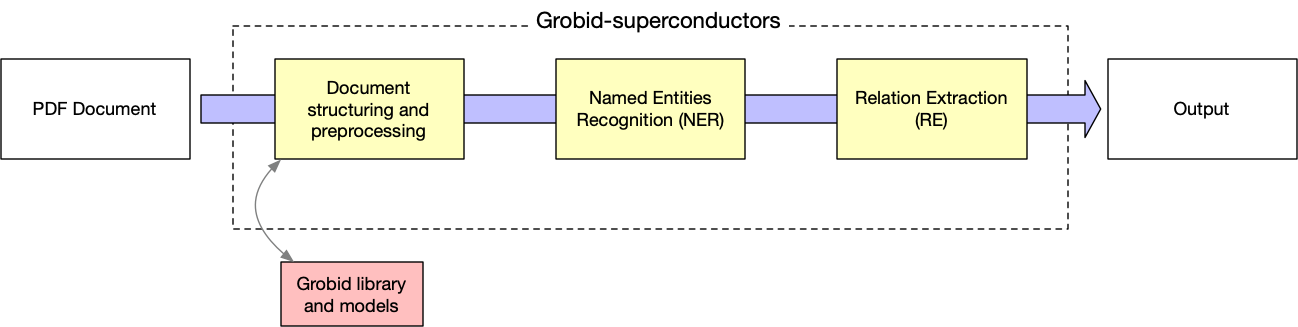 Grobid-superconductors
PDF Document
Document
structuring and
preprocessing
Named Entities
Recognition (NER)
Relation Extraction
(RE)
Output
Grobid library
and models